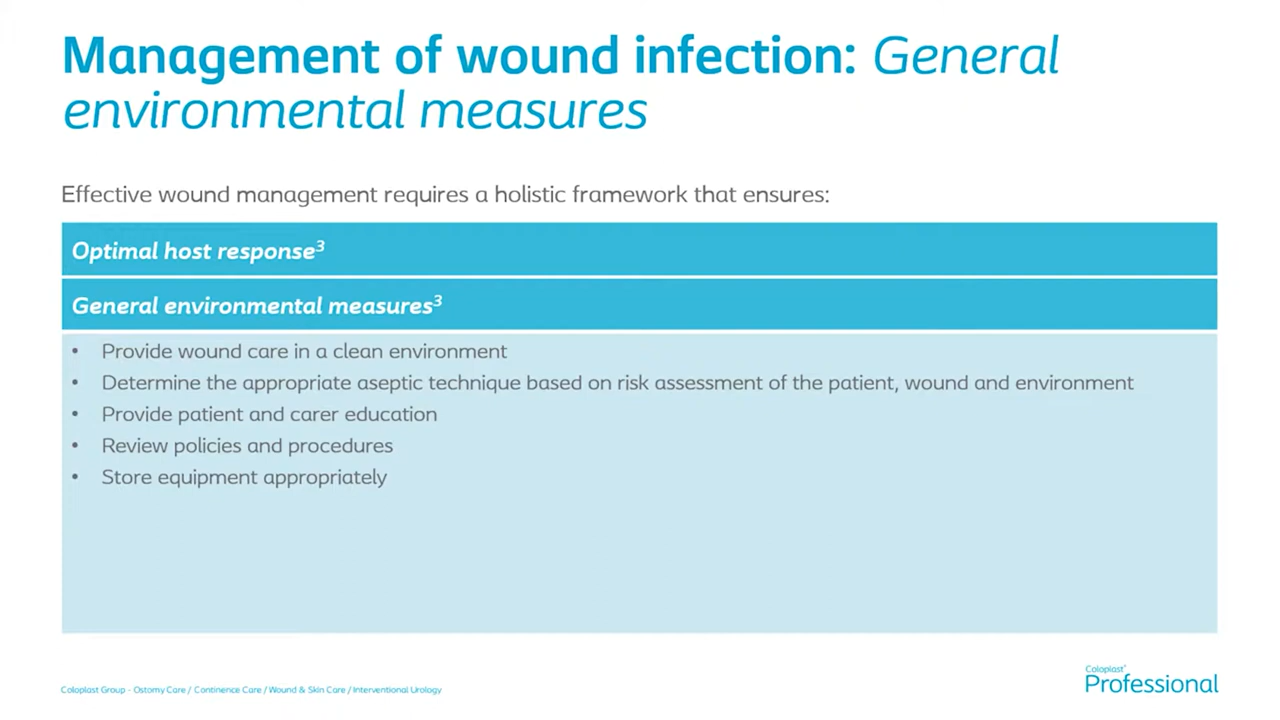 Management of wound infection: General
environmental measures
Effective wound management requires a holistic framework that ensures:
Optimal host response³
General environmental measures³
• Provide wound care in a clean environment
• Determine the appropriate aseptic technique based on risk assessment of the patient, wound and environment
• Provide patient and carer education
• Review policies and procedures
• Store equipment appropriately
Coloplast Group - Ostomy Care / Continence Care / Wound & Skin Care / Interventional Urology
Coloplast®
Professional